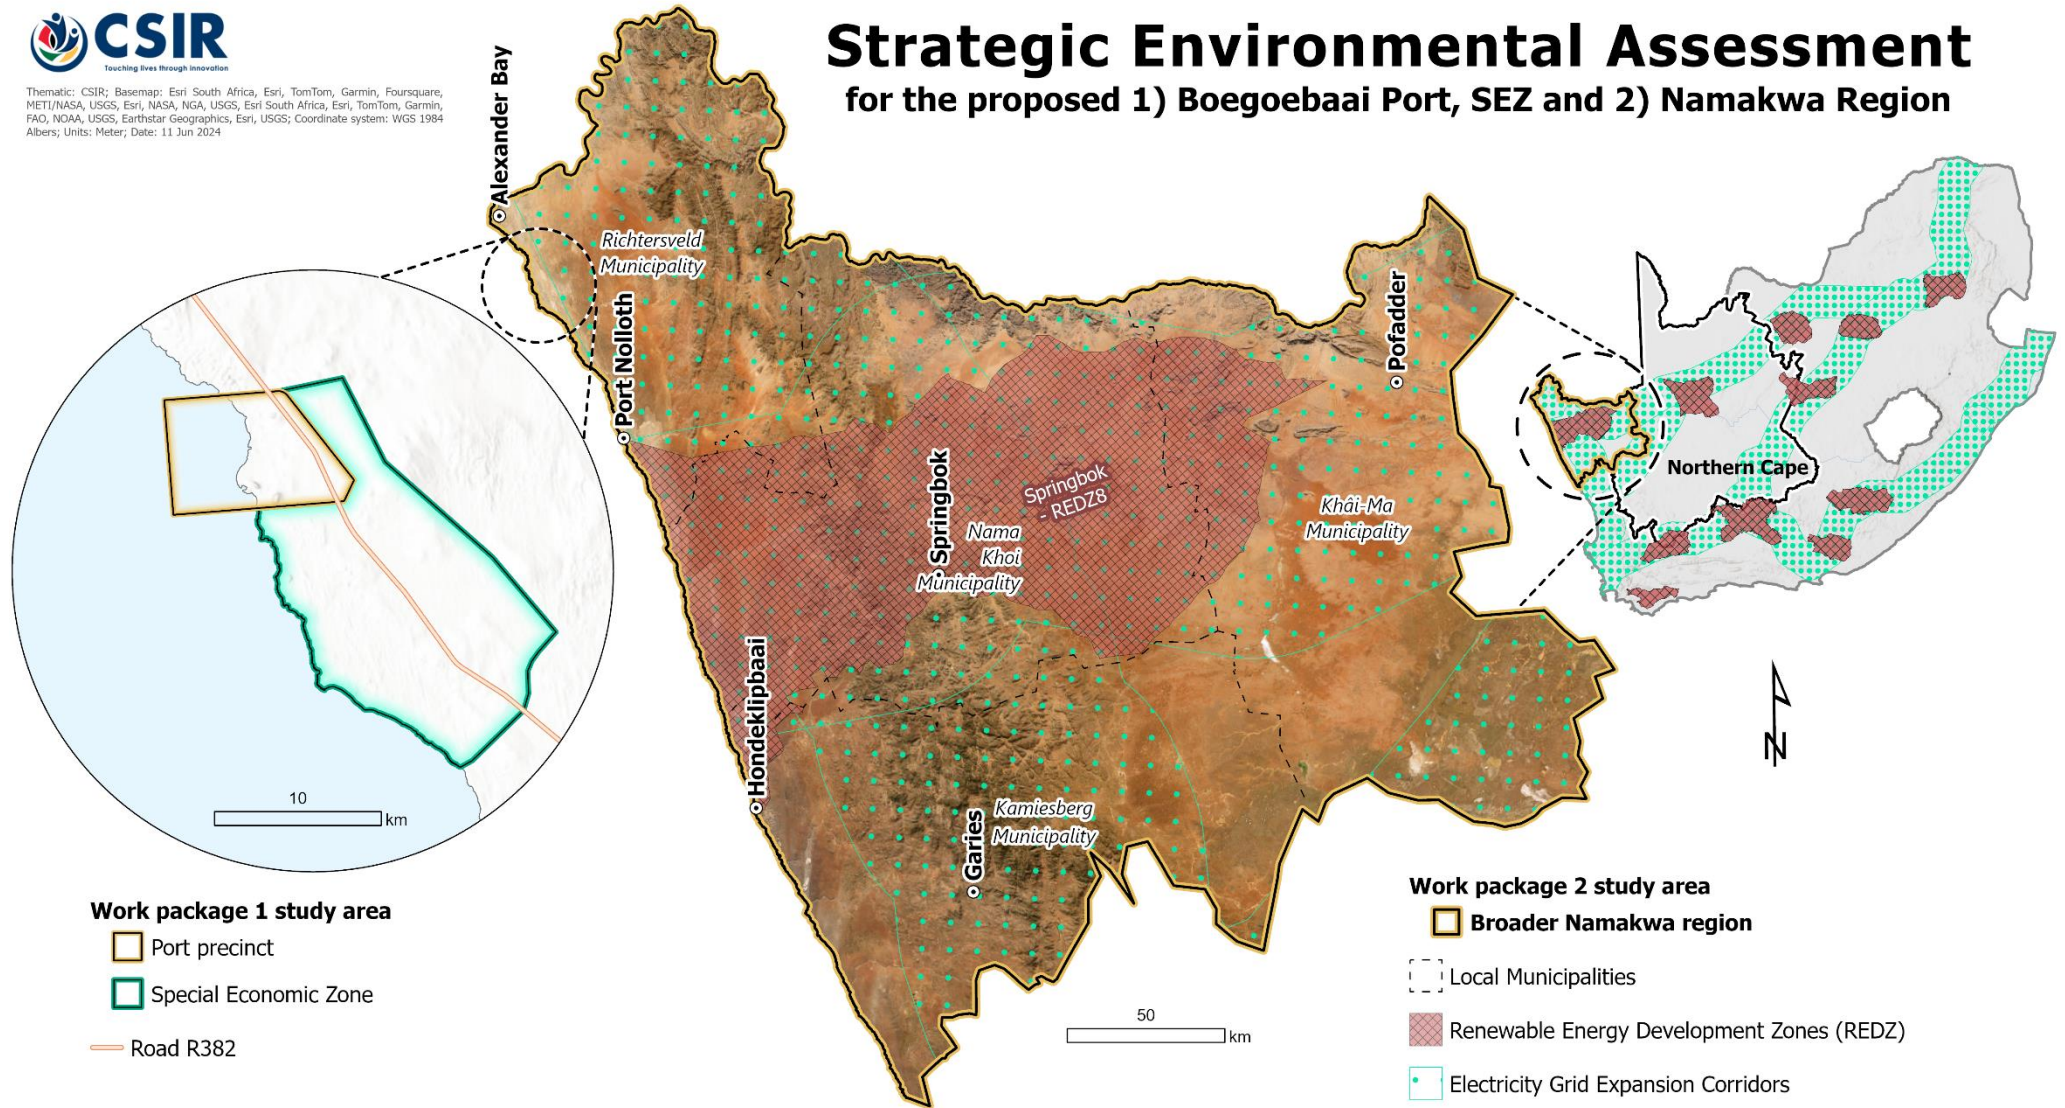 CSIR
Touching lives through innovation
Thematic: CSIR; Basemap: Esri South Africa, Esri, TomTom, Garmin, Foursquare,
METI/NASA, USGS, Esri, NASA, NGA, USGS, Esri South Africa, Esri, TomTom, Garmin,
FAO, NOAA, USGS, Earthstar Geographics, Esri, USGS; Coordinate system: WGS 1984
Albers; Units: Meter; Date: 11 Jun 2024
Strategic Environmental Assessment
for the proposed 1) Boegoebaai Port, SEZ and 2) Namakwa Region
Alexander Bay
Richtersveld
Municipality
Port Nolloth
Pofadder
Springbok
Springbok
- REDZ8
Nama
Khoi
Municipality
Khâi-Ma
Municipality
Hondeklipbaai
Garies
Kamiesberg
Municipality
Northern Cape
N
10
km
50
km
Work package 1 study area
Port precinct
Special Economic Zone
Road R382
Work package 2 study area
Broader Namakwa region
Local Municipalities
Renewable Energy Development Zones (REDZ)
Electricity Grid Expansion Corridors